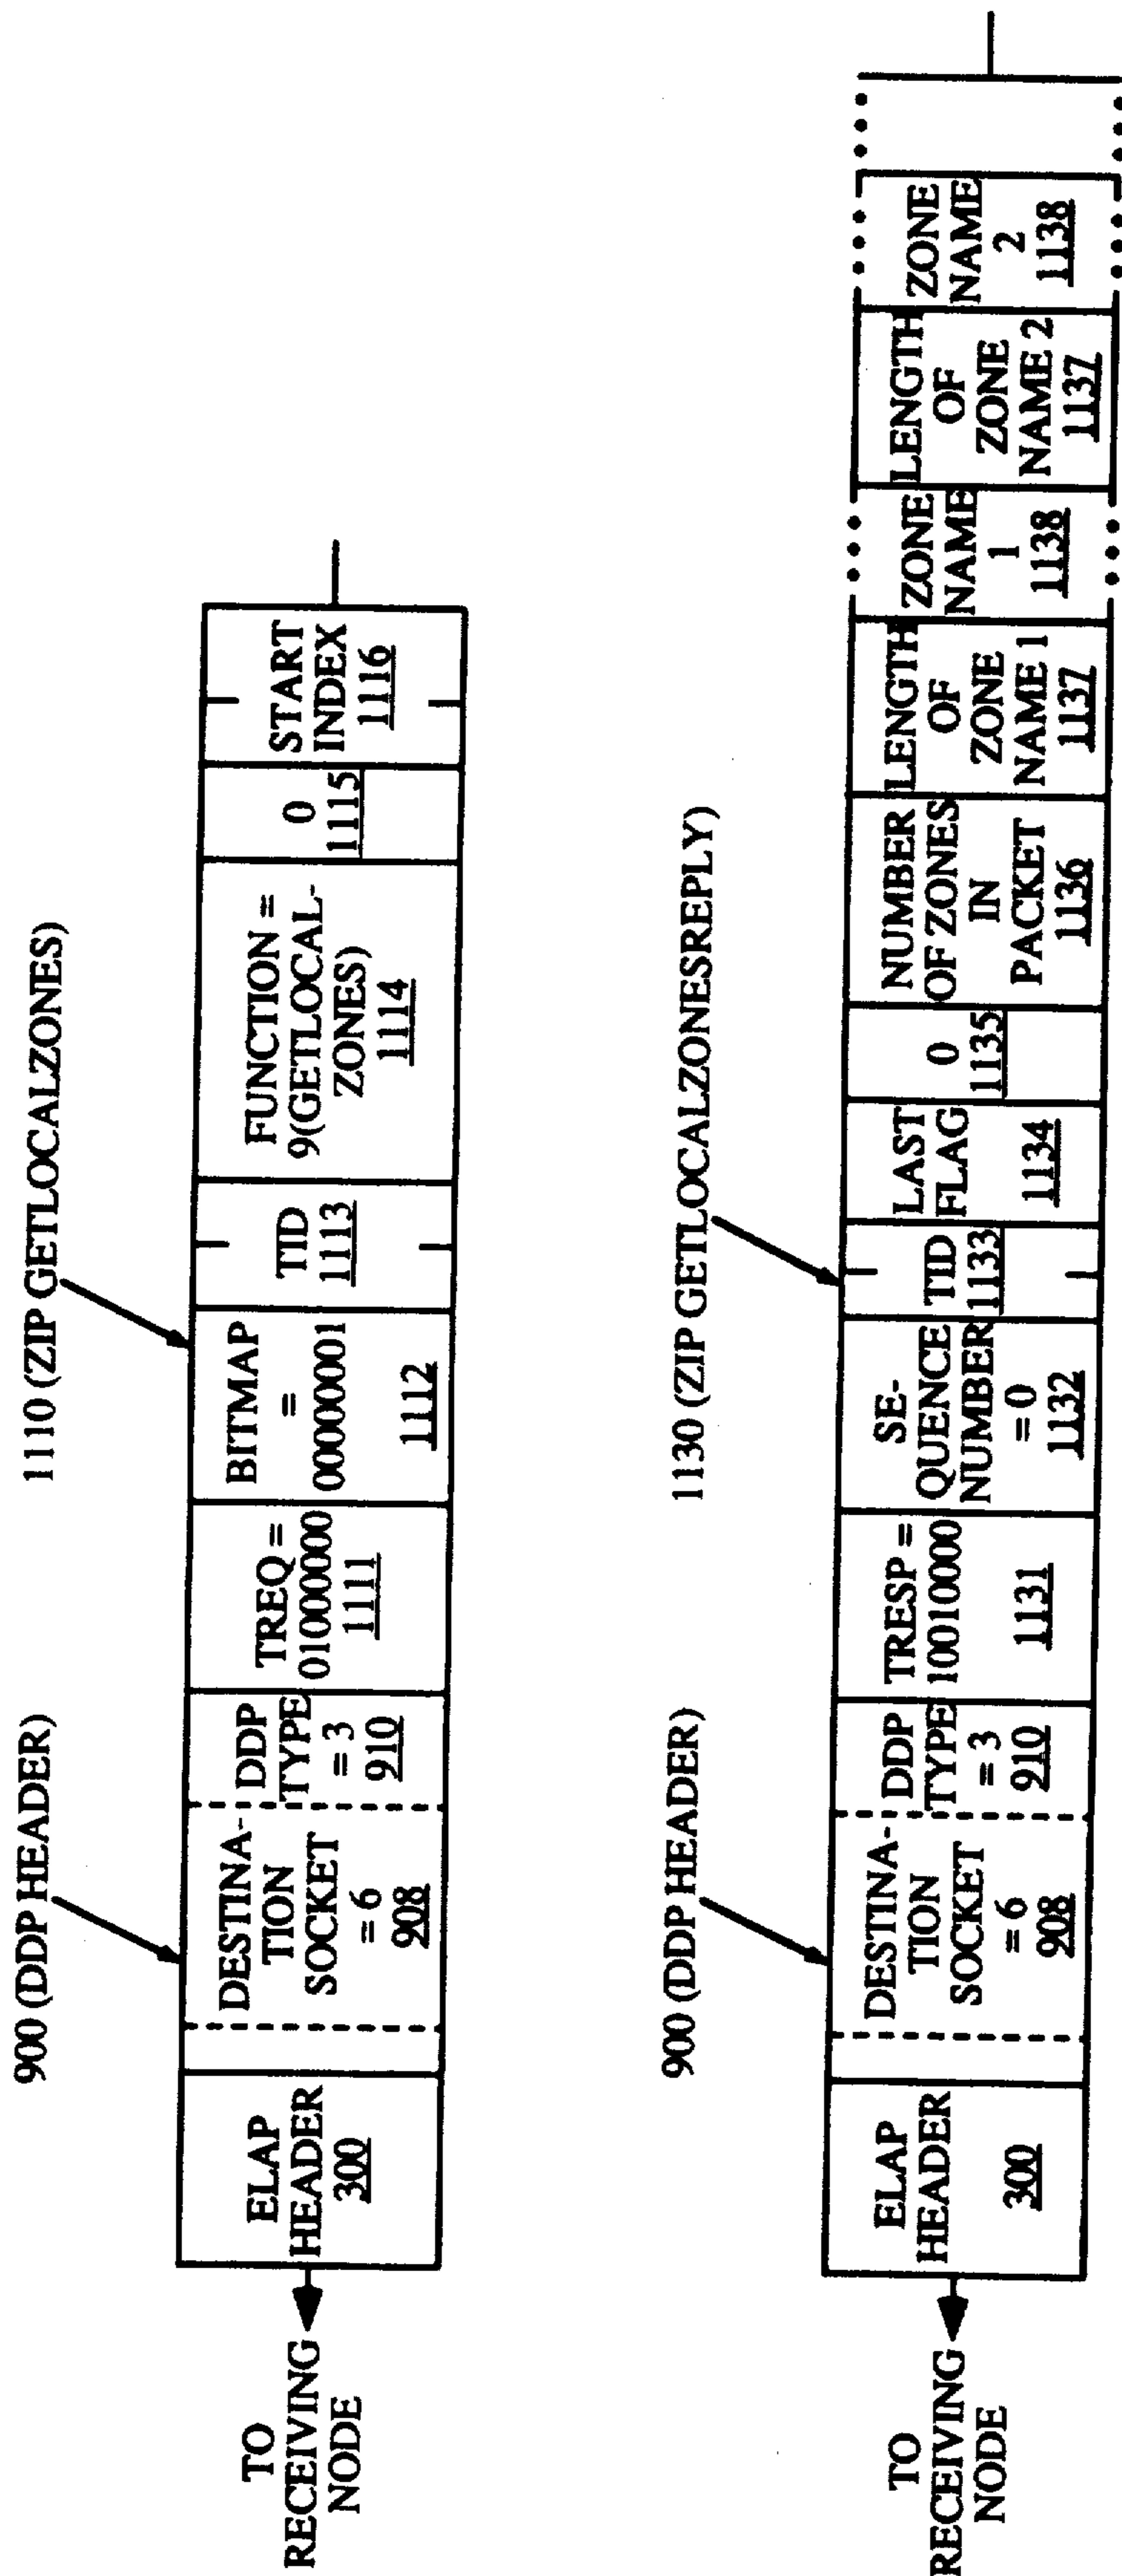 900 (DDP HEADER)
1110 (ZIP GETLOCALZONES)
TO
RECEIVING
NODE
ELAP
HEADER
300
DESTINA-
TION
SOCKET
= 6
908
DDP
TYPE
= 3
910
TREQ =
01000000
1111
BITMAP
=
00000001
1112
TID
1113
FUNCTION =
9(GETLOCAL-
ZONES)
1114
0
1115
START
INDEX
1116
900 (DDP HEADER)
1130 (ZIP GETLOCALZONESREPLY)
TO
RECEIVING
NODE
ELAP
HEADER
300
DESTINA-
TION
SOCKET
= 6
908
DDP
TYPE
= 3
910
TRESP =
10010000
1131
SE-
QUENCE
NUMBER
= 0
1132
TID
1133
LAST
FLAG
1134
0
1135
NUMBER
OF ZONES
IN
PACKET
1136
LENGTH
OF
ZONE
NAME 1
1137
ZONE
NAME
1
1138
LENGTH
OF
ZONE
NAME 2
1137
ZONE
NAME
2
1138